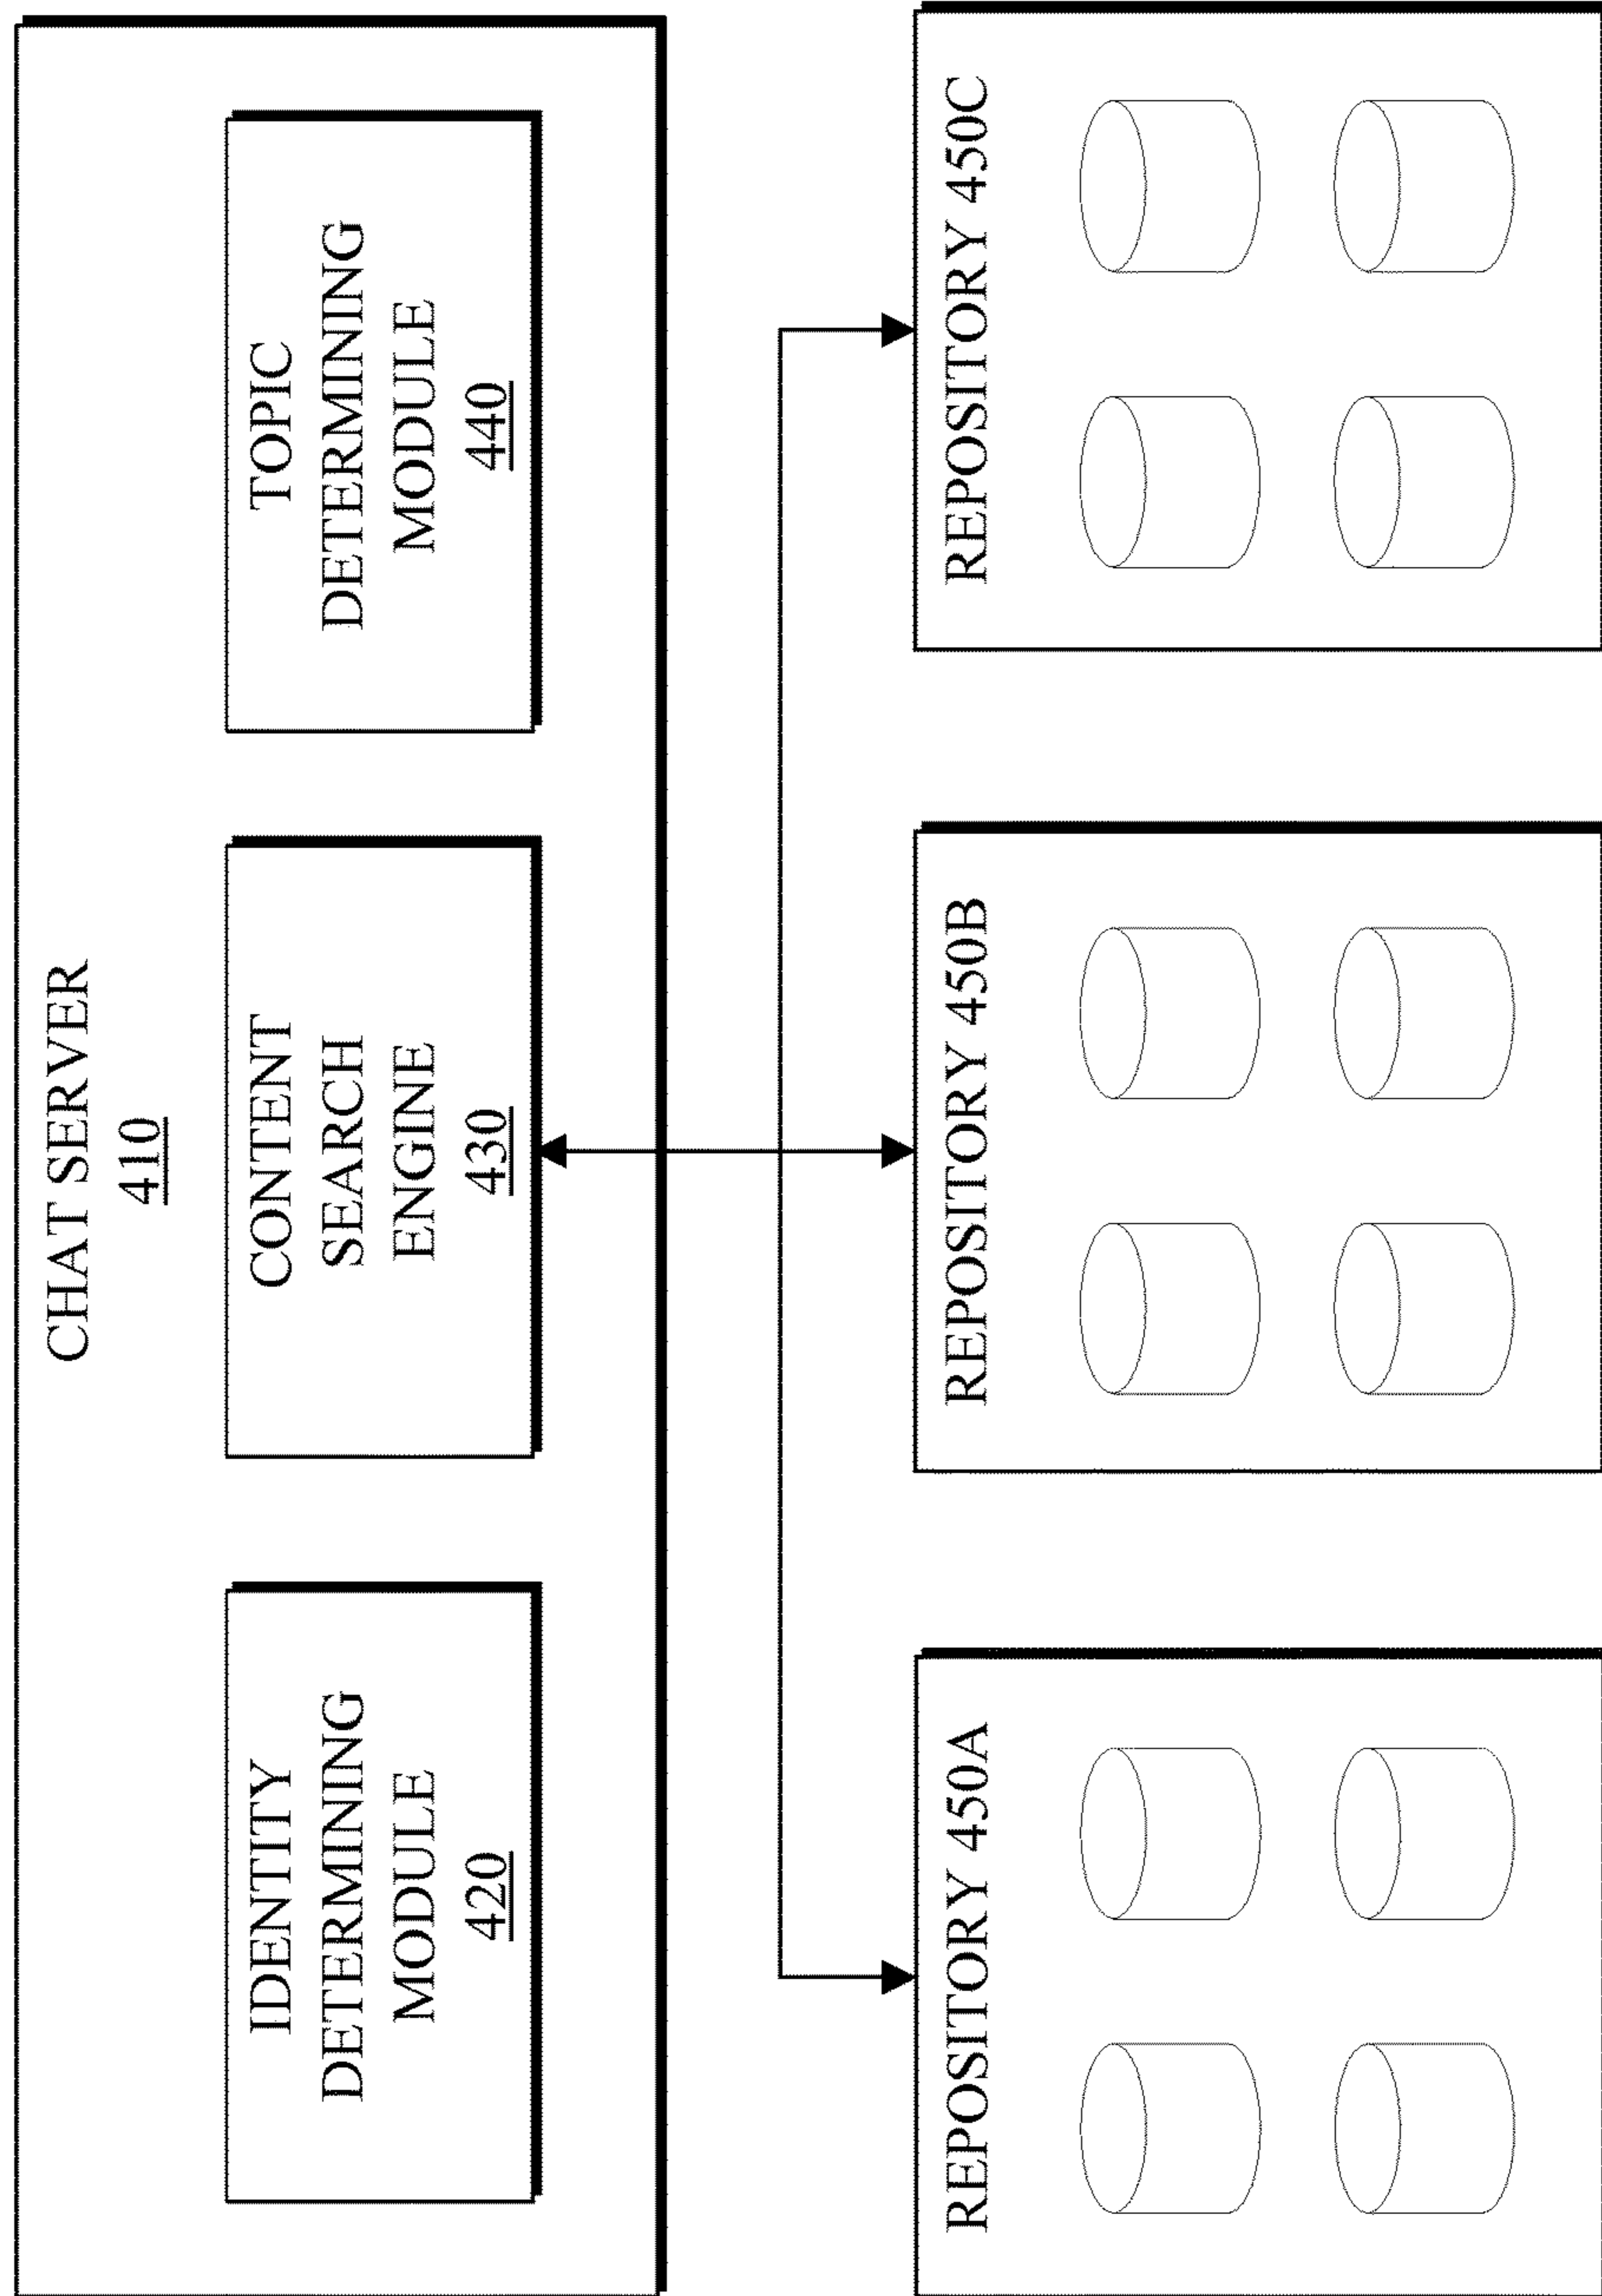 CHAT SERVER
410
IDENTITY
DETERMINING
MODULE
420
CONTENT
SEARCH
ENGINE
430
TOPIC
DETERMINING
MODULE
440
REPOSITORY 450A
REPOSITORY 450B
REPOSITORY 450C